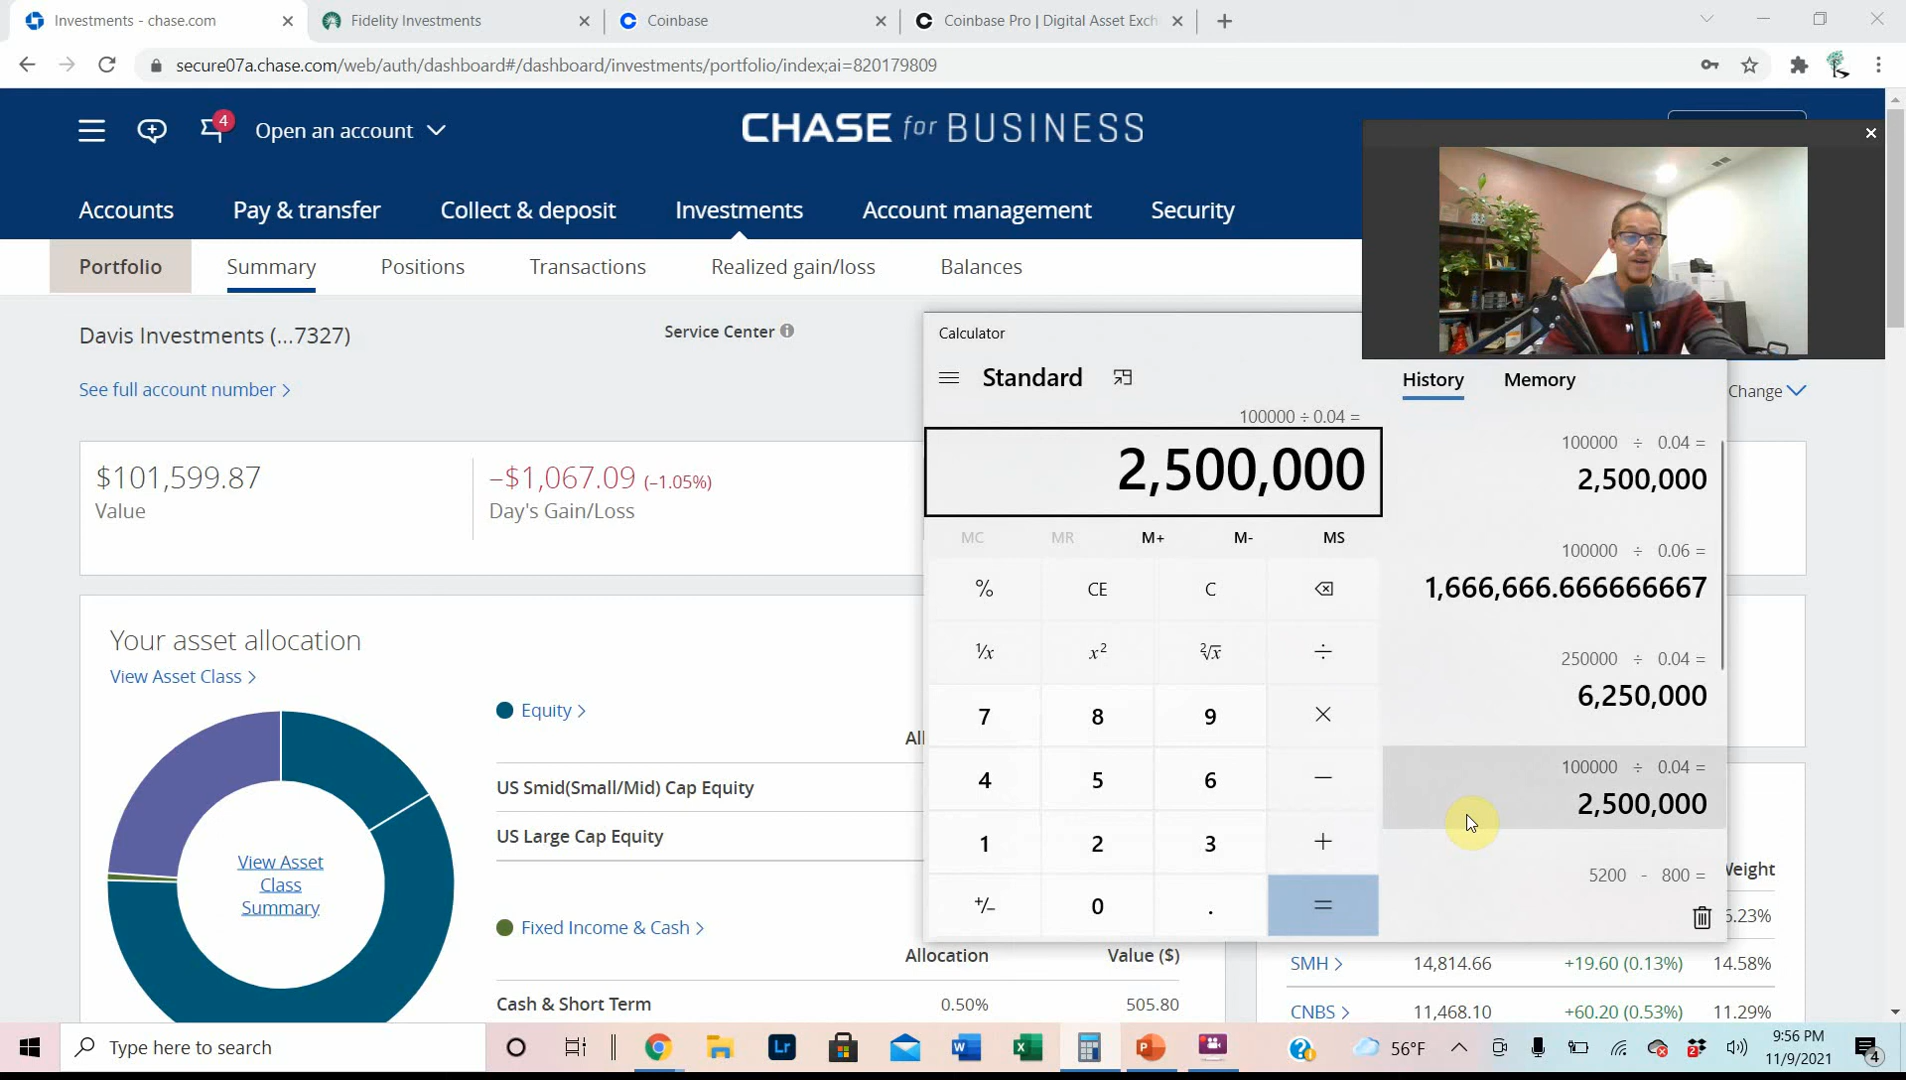 Investments - chase.com
Fidelity Investments
Coinbase
Coinbase Pro | Digital Asset Exch
secure07a.chase.com/web/auth/dashboard#/dashboard/investments/portfolio/index;ai=820179809
4
Open an account
CHASE for BUSINESS
Accounts
Pay & transfer
Collect & deposit
Investments
Account management
Security
Portfolio
Summary
Positions
Transactions
Realized gain/loss
Balances
Davis Investments (...7327)
Service Center
See full account number >
Change
$101,599.87
Value
–$1,067.09 (–1.05%)
Day's Gain/Loss
Your asset allocation
View Asset Class >
View Asset
Class
Summary
Equity >
All
US Smid(Small/Mid) Cap Equity
US Large Cap Equity
Fixed Income & Cash >
Allocation Value ($)
Cash & Short Term 0.50% 505.80
Calculator
Standard
100000 ÷ 0.04 =
2,500,000
MC MR M+ M- MS
% CE C
1/x x² ²√x ÷
7 8 9 ×
4 5 6 −
1 2 3 +
+/− 0 . =
History Memory
100000 ÷ 0.04 =
2,500,000
100000 ÷ 0.06 =
1,666,666.666666667
250000 ÷ 0.04 =
6,250,000
100000 ÷ 0.04 =
2,500,000
5200 - 800 =
Weight
6.23%
SMH > 14,814.66 +19.60 (0.13%) 14.58%
CNBS > 11,468.10 +60.20 (0.53%) 11.29%
Type here to search
Lr
56°F
2
9:56 PM
11/9/2021
4